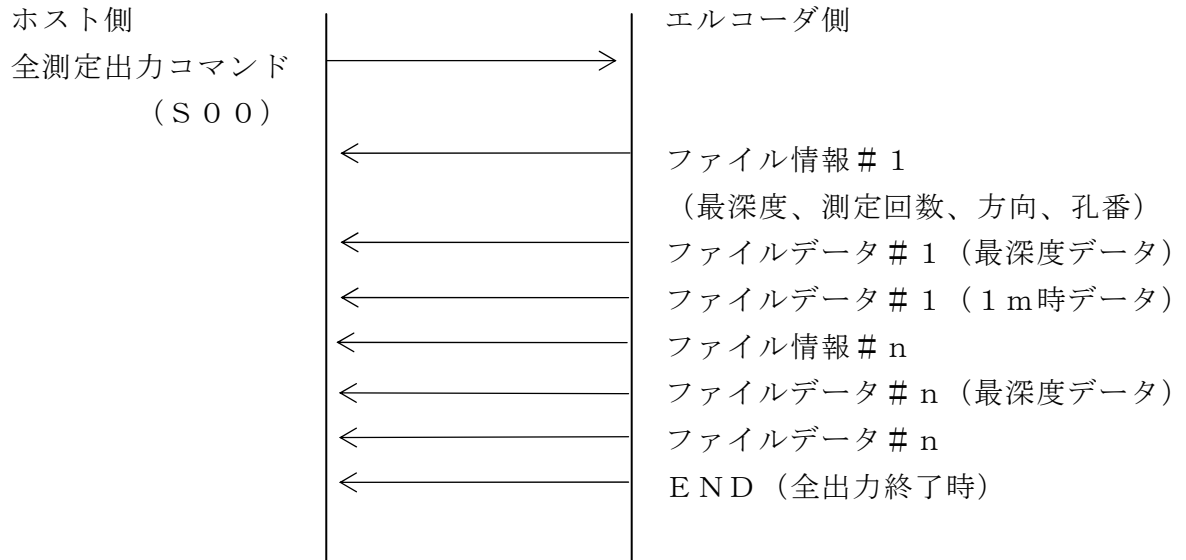 ホスト側
エルコーダ側
全測定出力コマンド
(S００)
ファイル情報＃１
（最深度、測定回数、方向、孔番）
ファイルデータ＃１（最深度データ）
ファイルデータ＃１（１ｍ時データ）
ファイル情報＃ｎ
ファイルデータ＃ｎ（最深度データ）
ファイルデータ＃ｎ
ＥＮＤ（全出力終了時）